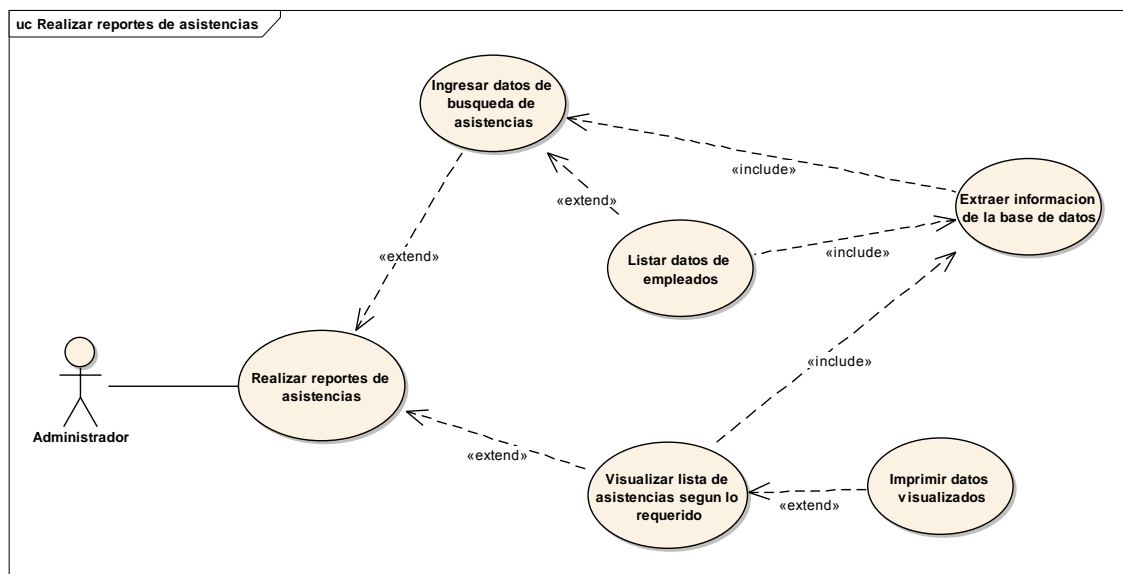 uc Realizar reportes de asistencias
Ingresar datos de
busqueda de
asistencias
«include»
Extraer informacion
de la base de datos
«extend»
Listar datos de
empleados
«include»
«extend»
«include»
Realizar reportes de
asistencias
Administrador
«extend»
Visualizar lista de
asistencias segun lo
requerido
Imprimir datos
visualizados
«extend»